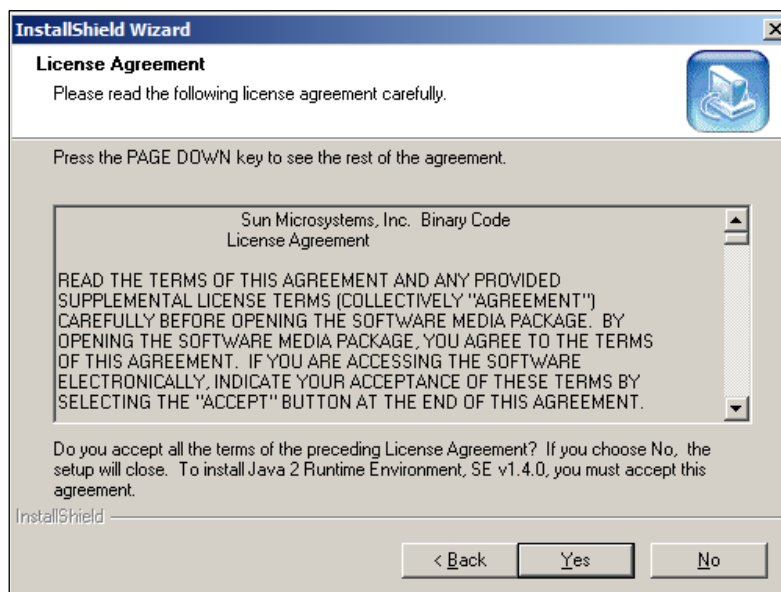 InstallShield Wizard
License Agreement
Please read the following license agreement carefully.
Press the PAGE DOWN key to see the rest of the agreement.
Sun Microsystems, Inc.  Binary Code
License Agreement
READ THE TERMS OF THIS AGREEMENT AND ANY PROVIDED
SUPPLEMENTAL LICENSE TERMS (COLLECTIVELY "AGREEMENT")
CAREFULLY BEFORE OPENING THE SOFTWARE MEDIA PACKAGE.  BY
OPENING THE SOFTWARE MEDIA PACKAGE, YOU AGREE TO THE TERMS
OF THIS AGREEMENT.  IF YOU ARE ACCESSING THE SOFTWARE
ELECTRONICALLY, INDICATE YOUR ACCEPTANCE OF THESE TERMS BY
SELECTING THE "ACCEPT" BUTTON AT THE END OF THIS AGREEMENT.
Do you accept all the terms of the preceding License Agreement?  If you choose No,  the
setup will close.  To install Java 2 Runtime Environment, SE v1.4.0, you must accept this
agreement.
InstallShield
< Back
Yes
No